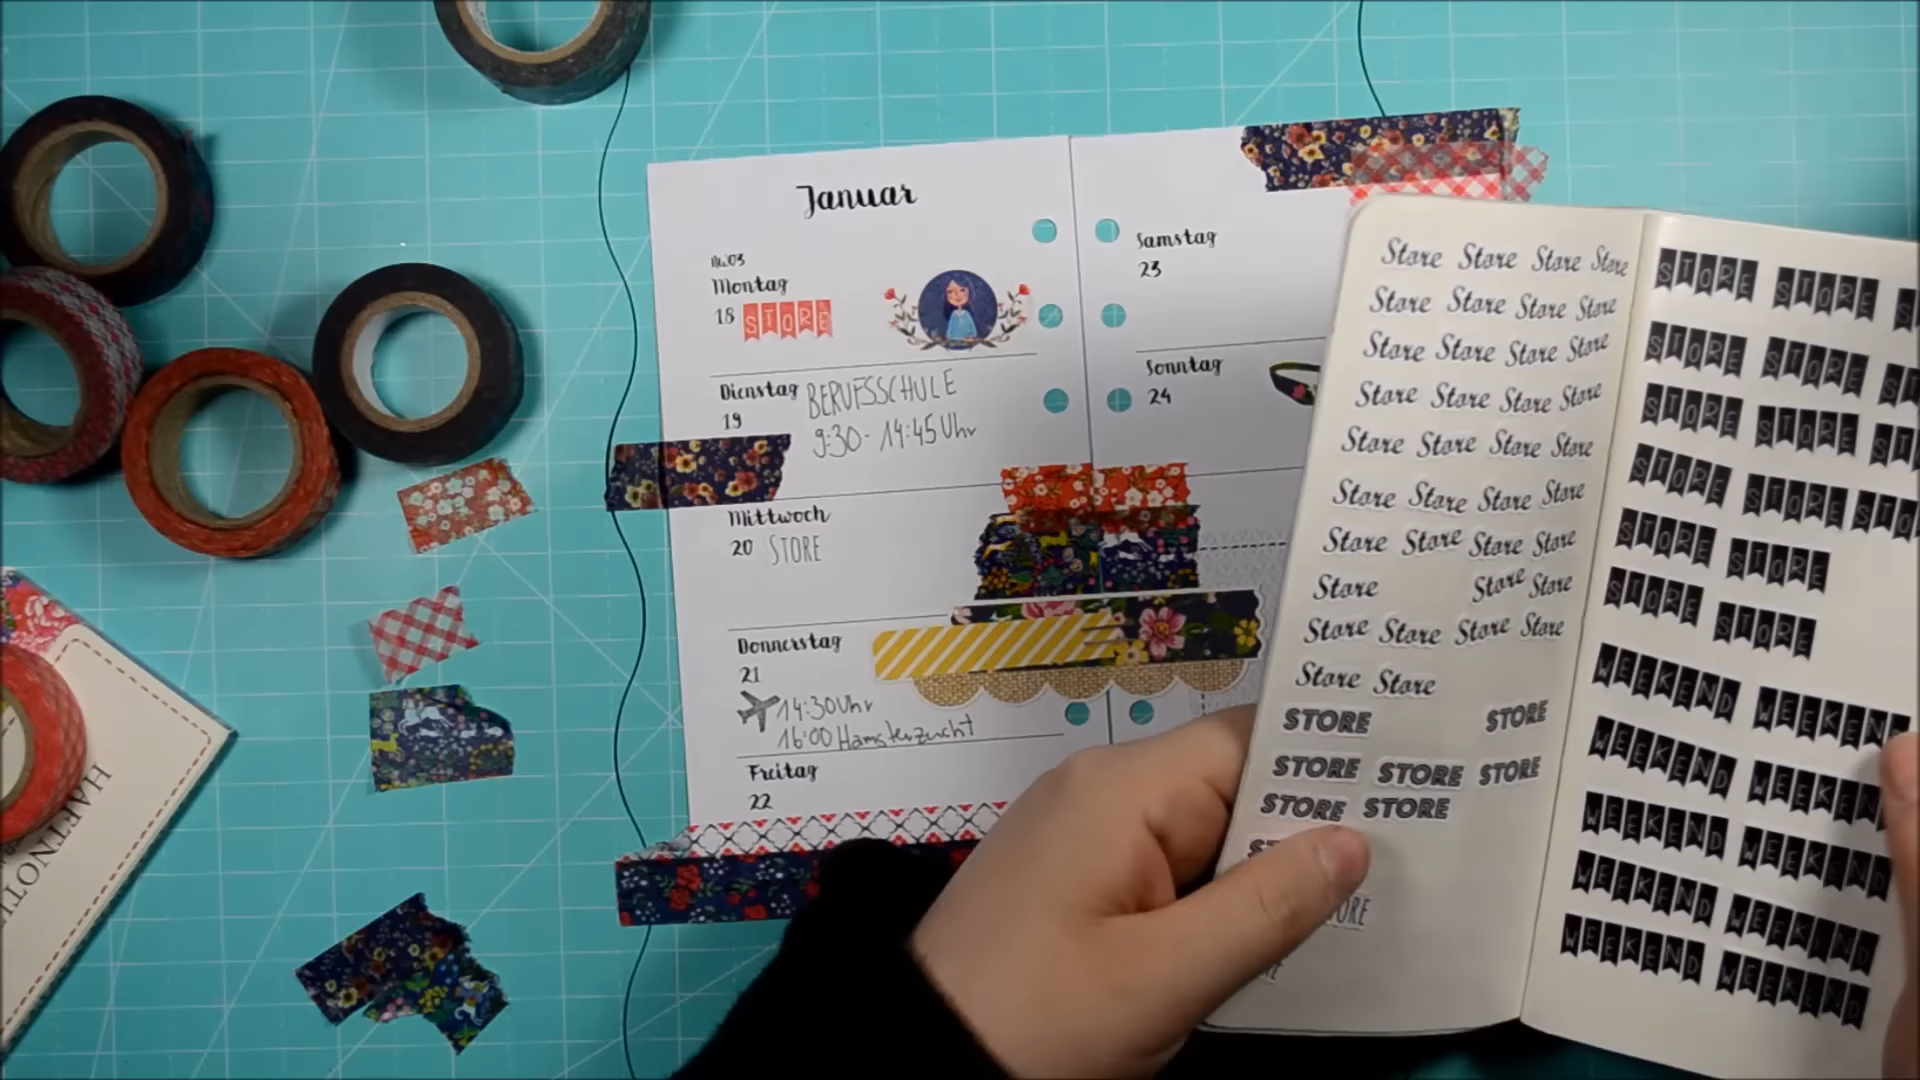 Januar
Montag
18 STORE
Dienstag BERUFSSCHULE
19 9:30 - 14:45 Uhr
Mittwoch
20 STORE
Donnerstag
21
14:30 Uhr
16:00 Hamsterzucht
Freitag
22
Samstag
23
Sonntag
24
Store Store Store Store
Store Store Store Store
Store Store Store Store
Store Store Store Store
Store Store Store Store
Store Store Store Store
Store Store Store Store
Store Store Store
Store Store Store Store
Store Store
STORE STORE
STORE STORE STORE
STORE STORE
STORE STORE
STORE STORE
STORE STORE
STORE STORE
STORE STORE
STORE STORE
WEEKEND WEEKEND
WEEKEND WEEKEND
WEEKEND WEEKEND
WEEKEND WEEKEND
WEEKEND WEEKEND